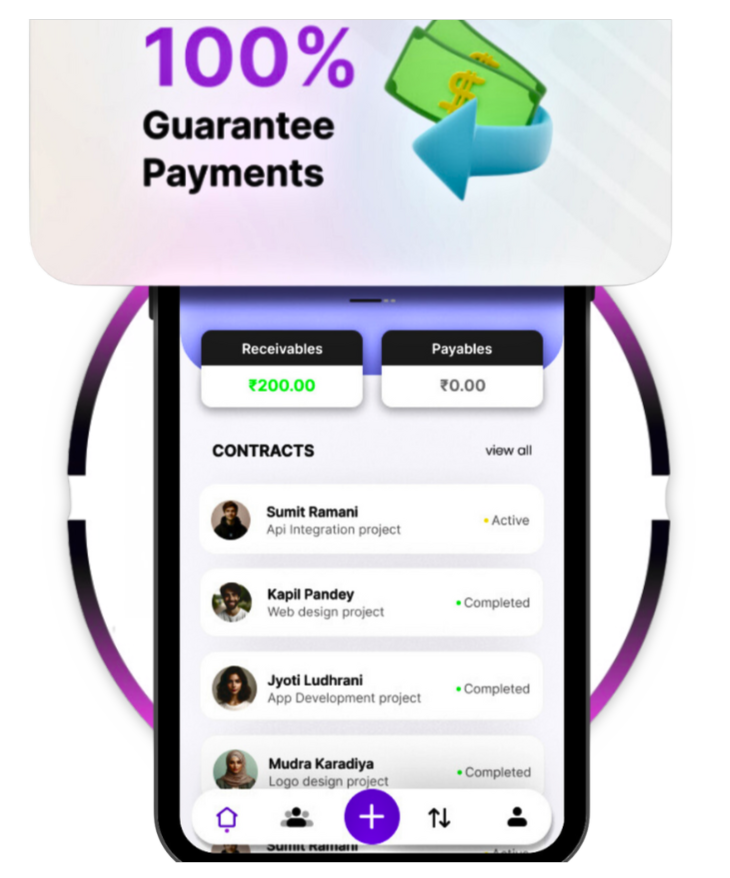 100%
Guarantee
Payments
Receivables
Payables
₹200.00
₹0.00
CONTRACTS
view all
Sumit Ramani
Api Integration project
Active
Kapil Pandey
Web design project
Completed
Jyoti Ludhrani
App Development project
Completed
Mudra Karadiya
Logo design project
Completed
Sumit Ramani
Active